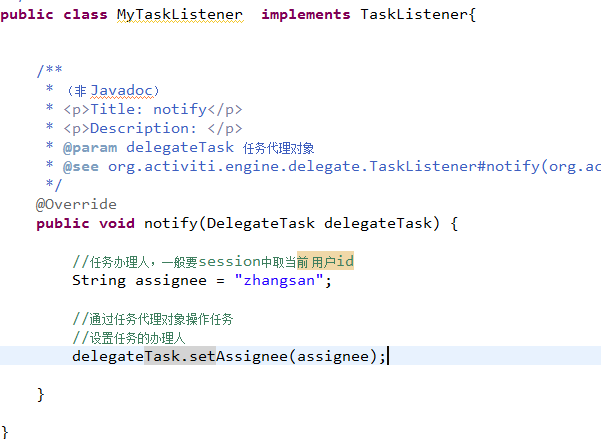 public class MyTaskListener  implements TaskListener{
/**
* （非 Javadoc）
* <p>Title: notify</p>
* <p>Description: </p>
* @param delegateTask 任务代理对象
* @see org.activiti.engine.delegate.TaskListener#notify(org.ac
*/
@Override
public void notify(DelegateTask delegateTask) {
//任务办理人，一般要session中取当前 用户id
String assignee = "zhangsan";
//通过任务代理对象操作任务
//设置任务的办理人
delegateTask.setAssignee(assignee);
}
}